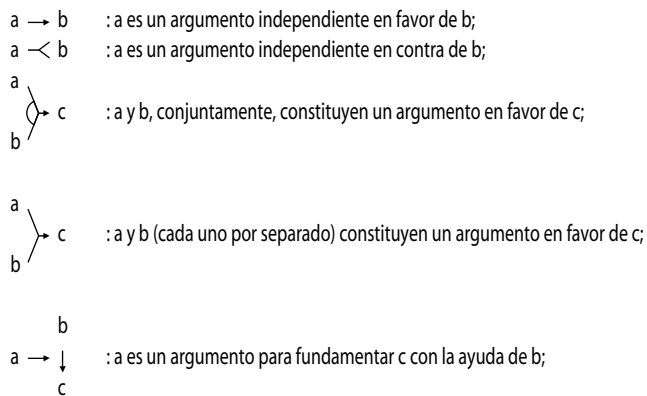 a → b : a es un argumento independiente en favor de b;
a ⤙ b : a es un argumento independiente en contra de b;
a
c : a y b, conjuntamente, constituyen un argumento en favor de c;
b
a
c : a y b (cada uno por separado) constituyen un argumento en favor de c;
b
b
a → ↓ : a es un argumento para fundamentar c con la ayuda de b;
c